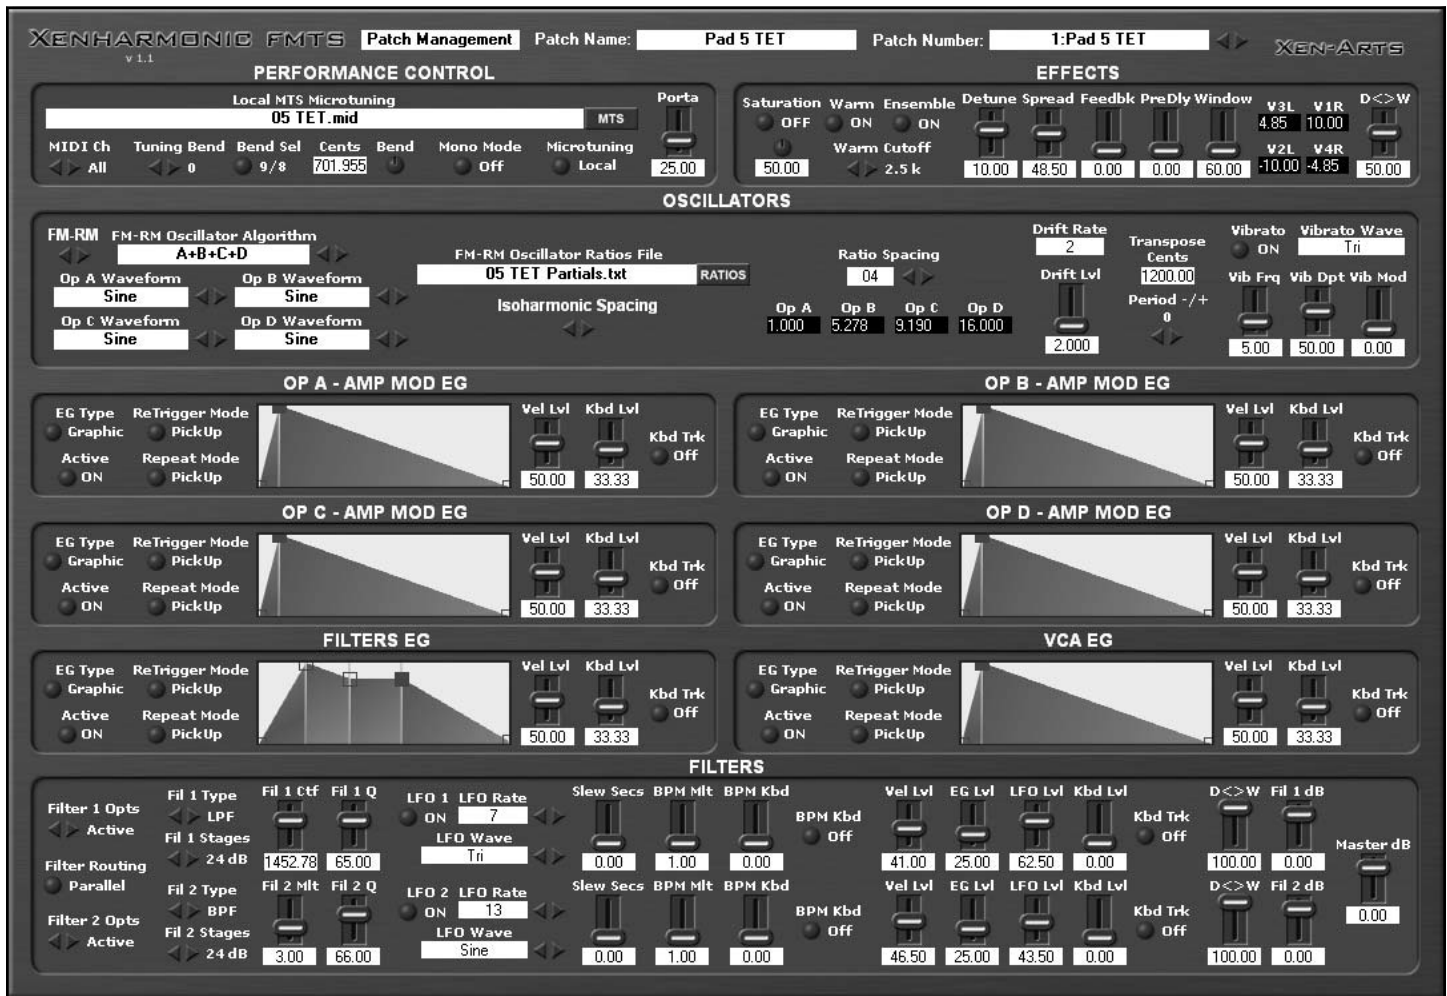 XENHARMONIC FMTS Patch Management Patch Name: Pad 5 TET Patch Number: 1:Pad 5 TET XEN-ARTS
v 1.1
PERFORMANCE CONTROL EFFECTS
Local MTS Microtuning Porta
05 TET.mid MTS
MIDI Ch Tuning Bend Bend Sel Cents Bend Mono Mode Microtuning
All 0 9/8 701.955 Off Local 25.00
Saturation Warm Ensemble Detune Spread Feedbk PreDly Window V3L V1R D<>W
OFF ON ON 4.85 10.00
Warm Cutoff V2L V4R
50.00 2.5 k 10.00 48.50 0.00 0.00 60.00 -10.00 -4.85 50.00
OSCILLATORS
FM-RM FM-RM Oscillator Algorithm
A+B+C+D
Op A Waveform Op B Waveform
Sine Sine
Op C Waveform Op D Waveform
Sine Sine
FM-RM Oscillator Ratios File
05 TET Partials.txt RATIOS
Isoharmonic Spacing
Ratio Spacing
04
Op A Op B Op C Op D
1.000 5.278 9.190 16.000
Drift Rate
2
Drift Lvl
2.000
Transpose
Cents
1200.00
Period -/+
0
Vibrato Vibrato Wave
ON Tri
Vib Frq Vib Dpt Vib Mod
5.00 50.00 0.00
OP A - AMP MOD EG
EG Type ReTrigger Mode Vel Lvl Kbd Lvl
Graphic PickUp Kbd Trk
Active Repeat Mode Off
ON PickUp 50.00 33.33
OP B - AMP MOD EG
EG Type ReTrigger Mode Vel Lvl Kbd Lvl
Graphic PickUp Kbd Trk
Active Repeat Mode Off
ON PickUp 50.00 33.33
OP C - AMP MOD EG
EG Type ReTrigger Mode Vel Lvl Kbd Lvl
Graphic PickUp Kbd Trk
Active Repeat Mode Off
ON PickUp 50.00 33.33
OP D - AMP MOD EG
EG Type ReTrigger Mode Vel Lvl Kbd Lvl
Graphic PickUp Kbd Trk
Active Repeat Mode Off
ON PickUp 50.00 33.33
FILTERS EG
EG Type ReTrigger Mode Vel Lvl Kbd Lvl
Graphic PickUp Kbd Trk
Active Repeat Mode Off
ON PickUp 50.00 33.33
VCA EG
EG Type ReTrigger Mode Vel Lvl Kbd Lvl
Graphic PickUp Kbd Trk
Active Repeat Mode Off
ON PickUp 50.00 33.33
FILTERS
Filter 1 Opts
Active
Filter Routing
Parallel
Filter 2 Opts
Active
Fil 1 Type Fil 1 Ctf Fil 1 Q LFO 1 LFO Rate Slew Secs BPM Mlt BPM Kbd Vel Lvl EG Lvl LFO Lvl Kbd Lvl D<>W Fil 1 dB
LPF ON 7 BPM Kbd Kbd Trk
Fil 1 Stages LFO Wave Off Off
24 dB 1452.78 65.00 Tri 0.00 1.00 0.00 41.00 25.00 62.50 0.00 100.00 0.00
Fil 2 Type Fil 2 Mlt Fil 2 Q LFO 2 LFO Rate Slew Secs BPM Mlt BPM Kbd Vel Lvl EG Lvl LFO Lvl Kbd Lvl D<>W Fil 2 dB
BPF ON 13 BPM Kbd Kbd Trk
Fil 2 Stages LFO Wave Off Off
24 dB 3.00 66.00 Sine 0.00 1.00 0.00 46.50 25.00 43.50 0.00 100.00 0.00
Master dB
0.00